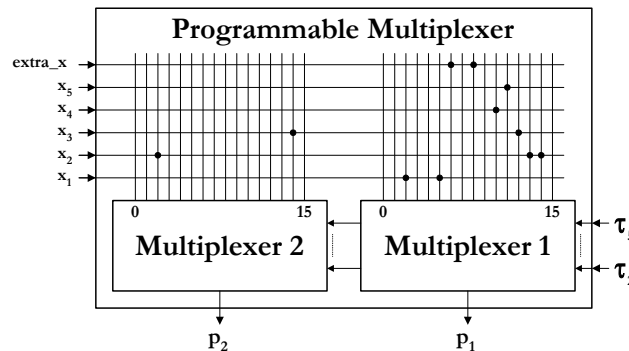 Programmable Multiplexer
extra_x
x5
x4
x3
x2
x1
0 15 0 15
Multiplexer 2 Multiplexer 1
τ
τ
p2 p1